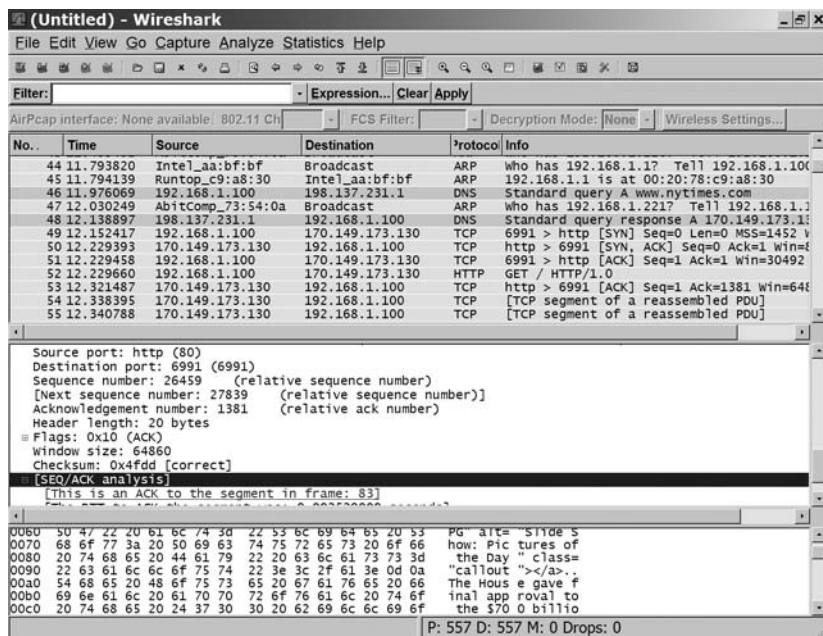 (Untitled) - Wireshark
File Edit View Go Capture Analyze Statistics Help
Filter: Expression... Clear Apply
AirPcap interface: None available 802.11 Ch FCS Filter: Decryption Mode: None Wireless Settings...
No. . Time Source Destination Protocol Info
44 11.793820 Intel_aa:bf:bf Broadcast ARP Who has 192.168.1.1? Tell 192.168.1.100
45 11.794139 Runtop_c9:a8:30 Intel_aa:bf:bf ARP 192.168.1.1 is at 00:20:78:c9:a8:30
46 11.976069 192.168.1.100 198.137.231.1 DNS Standard query A www.nytimes.com
47 12.030249 AbitComp_73:54:0a Broadcast ARP Who has 192.168.1.221? Tell 192.168.1.1
48 12.138897 198.137.231.1 192.168.1.100 DNS Standard query response A 170.149.173.13
49 12.152417 192.168.1.100 170.149.173.130 TCP 6991 > http [SYN] Seq=0 Len=0 MSS=1452 W
50 12.229393 170.149.173.130 192.168.1.100 TCP http > 6991 [SYN, ACK] Seq=0 Ack=1 Win=8
51 12.229458 192.168.1.100 170.149.173.130 TCP 6991 > http [ACK] Seq=1 Ack=1 Win=30492
52 12.229660 192.168.1.100 170.149.173.130 HTTP GET / HTTP/1.0
53 12.321487 170.149.173.130 192.168.1.100 TCP http > 6991 [ACK] Seq=1 Ack=1381 Win=648
54 12.338395 170.149.173.130 192.168.1.100 TCP [TCP segment of a reassembled PDU]
55 12.340788 170.149.173.130 192.168.1.100 TCP [TCP segment of a reassembled PDU]
Source port: http (80)
Destination port: 6991 (6991)
Sequence number: 26459 (relative sequence number)
[Next sequence number: 27839 (relative sequence number)]
Acknowledgement number: 1381 (relative ack number)
Header length: 20 bytes
Flags: 0x10 (ACK)
Window size: 64860
Checksum: 0x4fdd [correct]
[SEQ/ACK analysis]
[This is an ACK to the segment in frame: 83]
0060 50 47 22 20 61 6c 74 3d 22 53 6c 69 64 65 20 53 PG" alt= "Slide S
0070 68 6f 77 3a 20 50 69 63 74 75 72 65 73 20 6f 66 how: Pic tures of
0080 20 74 68 65 20 44 61 79 22 20 63 6c 61 73 73 3d the Day " class=
0090 22 63 61 6c 6c 6f 75 74 22 3e 3c 2f 61 3e 0d 0a "callout "></a>..
00a0 54 68 65 20 48 6f 75 73 65 20 67 61 76 65 20 66 The Hous e gave f
00b0 69 6e 61 6c 20 61 70 70 72 6f 76 61 6c 20 74 6f inal app roval to
00c0 20 74 68 65 20 24 37 30 30 20 62 69 6c 6c 69 6f the $70 0 billio
P: 557 D: 557 M: 0 Drops: 0